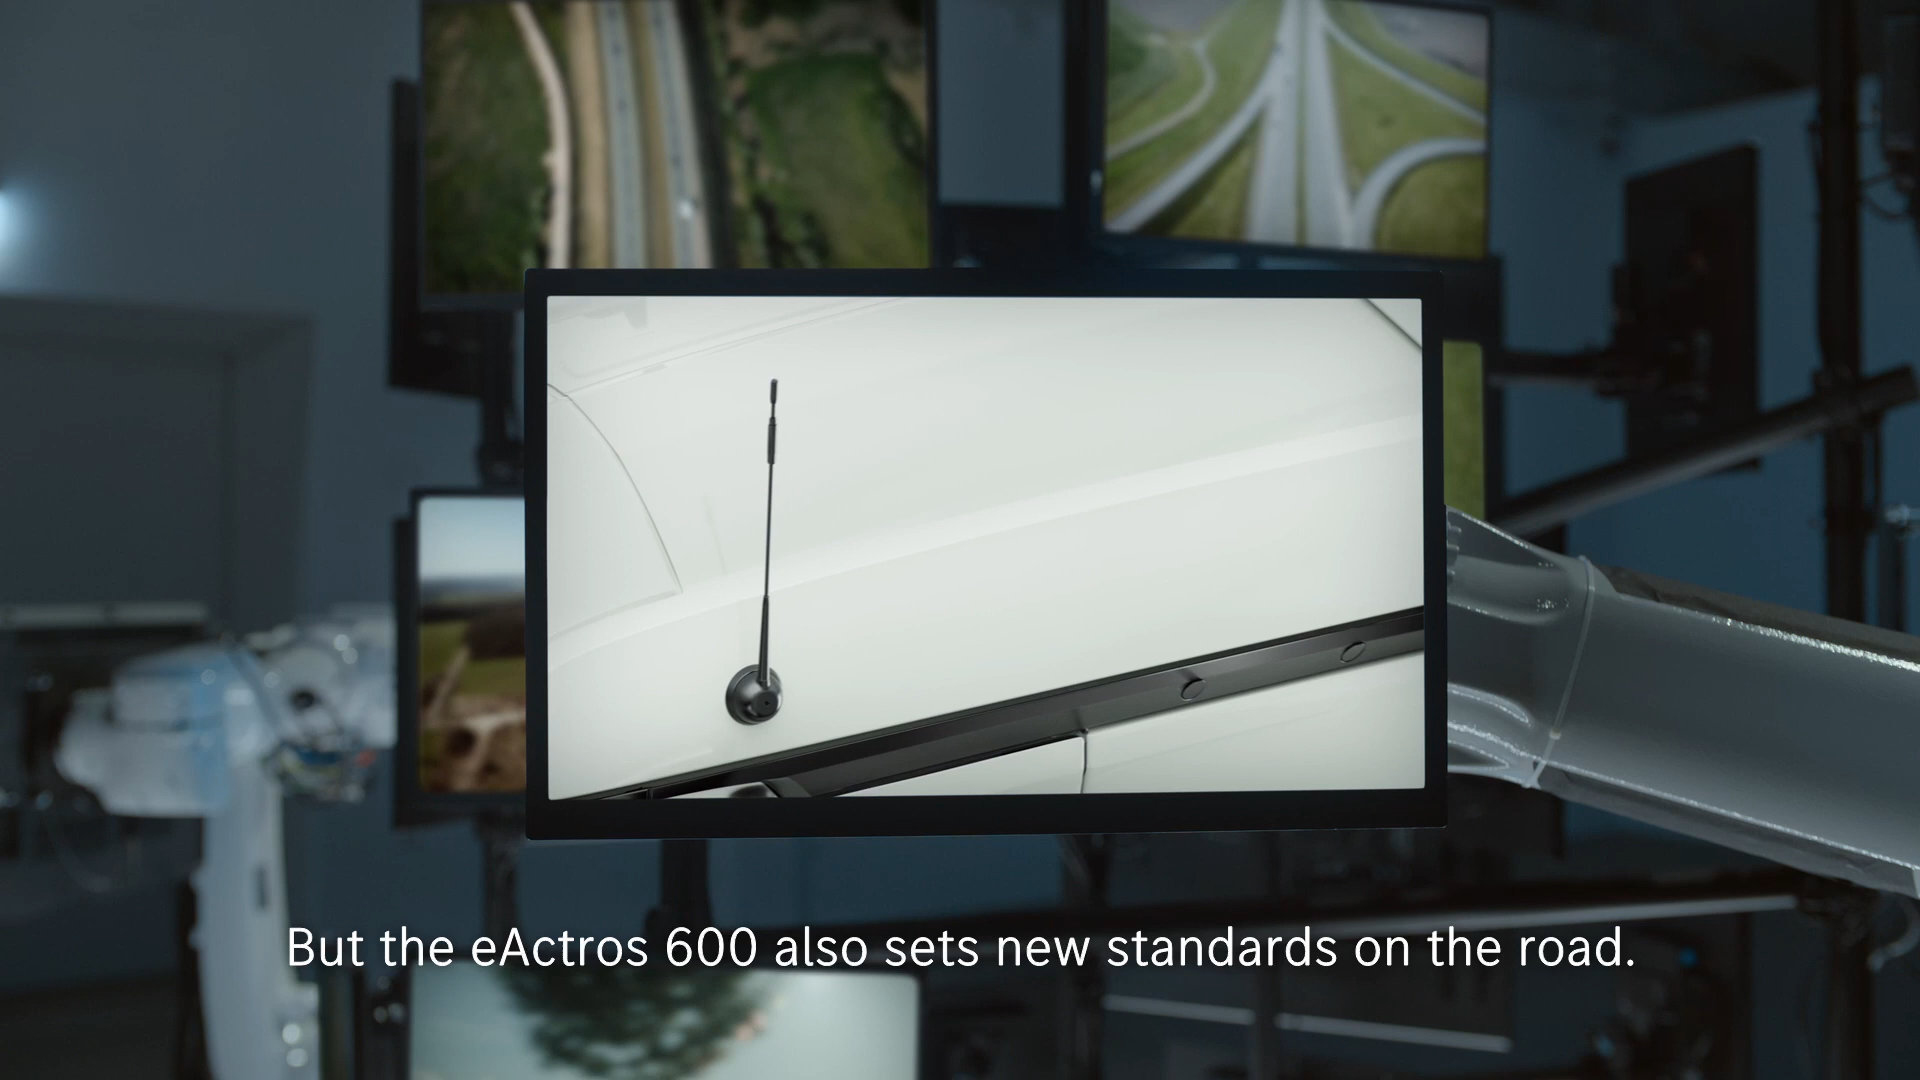 But the eActros 600 also sets new standards on the road.